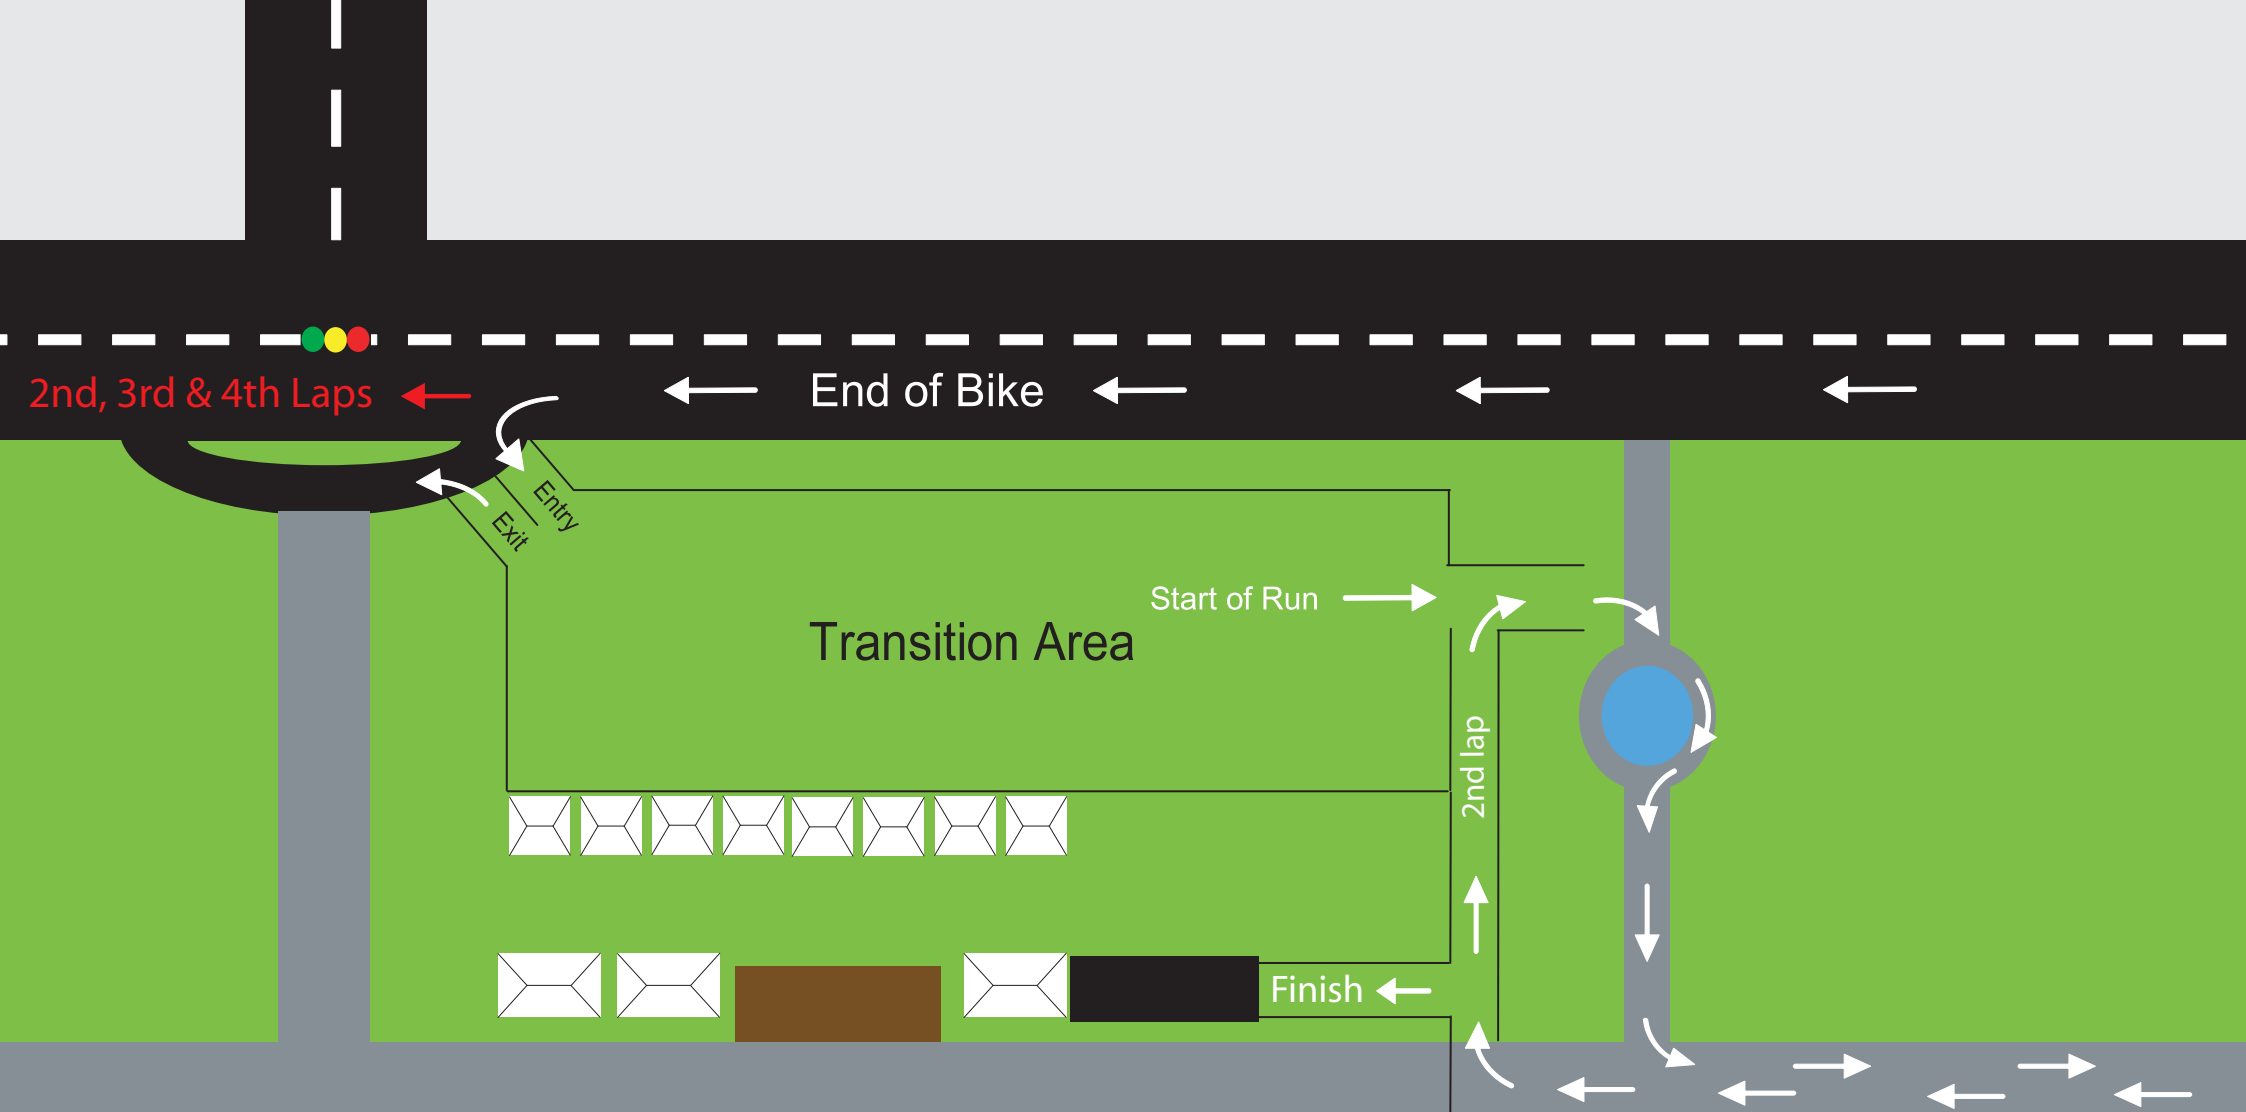 2nd, 3rd & 4th Laps
End of Bike
Entry
Exit
Start of Run
Transition Area
2nd lap
Finish